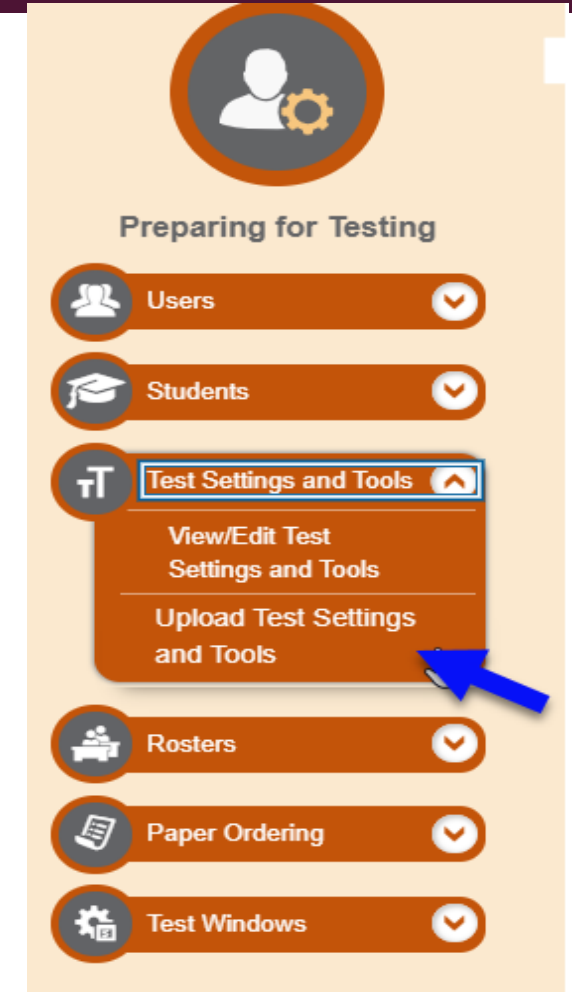 Preparing for Testing
Users
Students
TT
Test Settings and Tools
View/Edit Test
Settings and Tools
Upload Test Settings
and Tools
Rosters
Paper Ordering
Test Windows